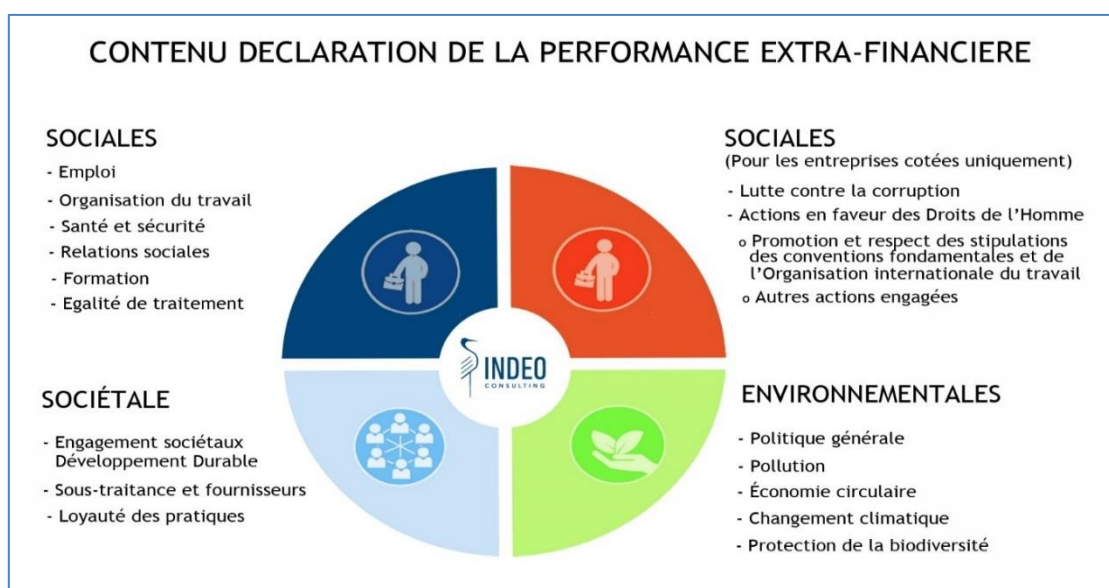 CONTENU DECLARATION DE LA PERFORMANCE EXTRA-FINANCIERE
SOCIALES
- Emploi
- Organisation du travail
- Santé et sécurité
- Relations sociales
- Formation
- Egalité de traitement
SOCIALES
(Pour les entreprises cotées uniquement)
- Lutte contre la corruption
- Actions en faveur des Droits de l'Homme
o Promotion et respect des stipulations
des conventions fondamentales et de
l'Organisation internationale du travail
o Autres actions engagées
INDEO
CONSULTING
SOCIÉTALE
- Engagement sociétaux
Développement Durable
- Sous-traitance et fournisseurs
- Loyauté des pratiques
ENVIRONNEMENTALES
- Politique générale
- Pollution
- Économie circulaire
- Changement climatique
- Protection de la biodiversité